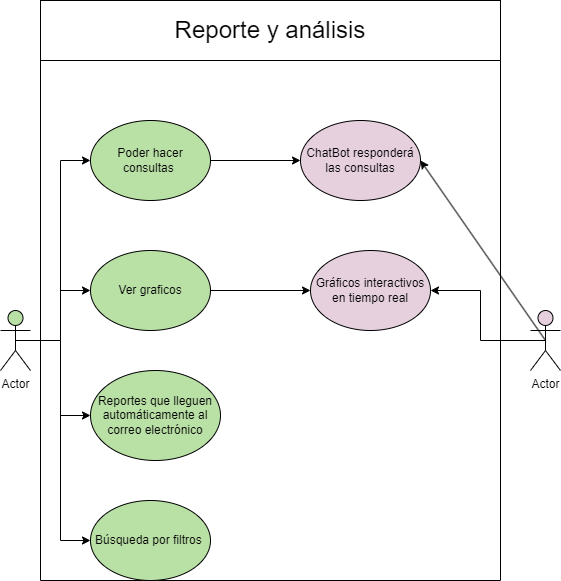 Reporte y análisis
Poder hacer
consultas
ChatBot responderá
las consultas
Ver graficos
Gráficos interactivos
en tiempo real
Actor
Actor
Reportes que lleguen
automáticamente al
correo electrónico
Búsqueda por filtros